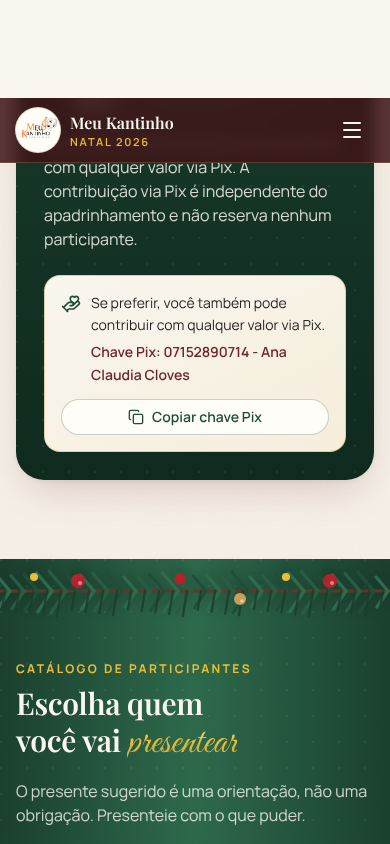 Meu Kantinho
Meu Kantinho
NATAL 2026
com qualquer valor via Pix. A
contribuição via Pix é independente do
apadrinhamento e não reserva nenhum
participante.
Se preferir, você também pode
contribuir com qualquer valor via Pix.
Chave Pix: 07152890714 - Ana
Claudia Cloves
Copiar chave Pix
CATÁLOGO DE PARTICIPANTES
Escolha quem
você vai presentear
O presente sugerido é uma orientação, não uma
obrigação. Presenteie com o que puder.